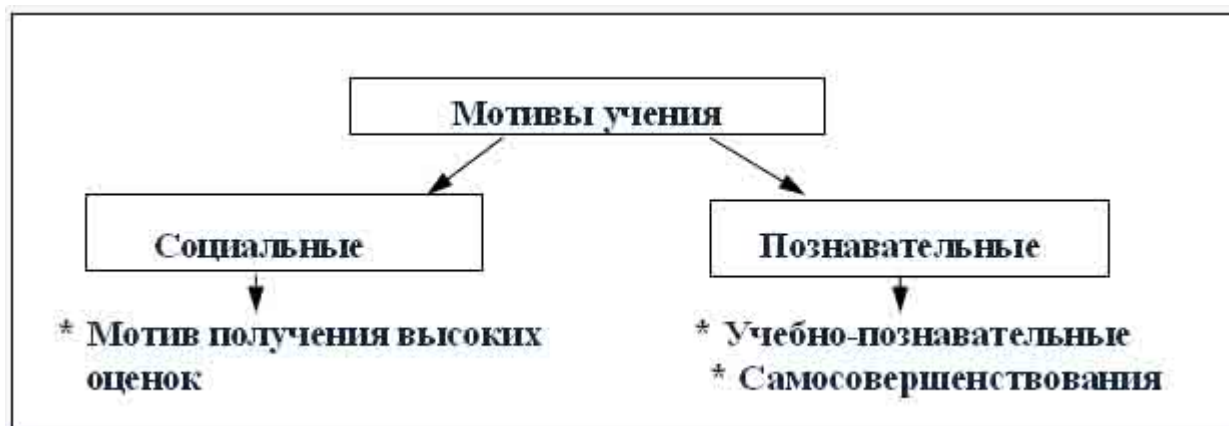 Мотивы учения
Социальные
Познавательные
* Мотив получения высоких
оценок
* Учебно-познавательные
* Самосовершенствования